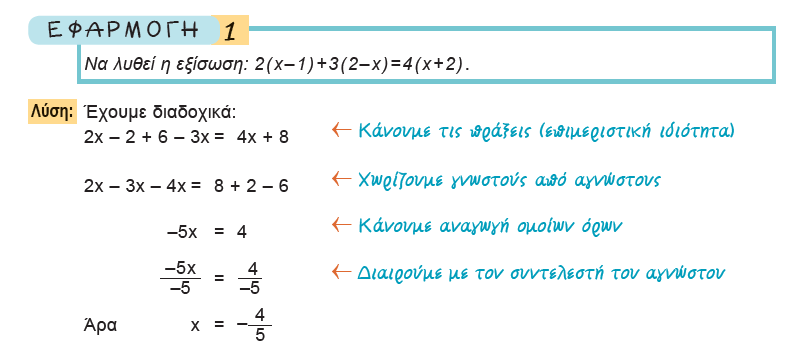 ΕΦΑΡΜΟΓΗ 1
Να λυθεί η εξίσωση: 2(x–1)+3(2–x)=4(x+2).
Λύση: Έχουμε διαδοχικά:
2x – 2 + 6 – 3x = 4x + 8 ← Κάνουμε τις πράξεις (επιμεριστική ιδιότητα)
2x – 3x – 4x = 8 + 2 – 6 ← Χωρίζουμε γνωστούς από αγνώστους
–5x = 4 ← Κάνουμε αναγωγή ομοίων όρων
–5x/–5 = 4/–5 ← Διαιρούμε με τον συντελεστή του αγνώστου
Άρα x = –4/5